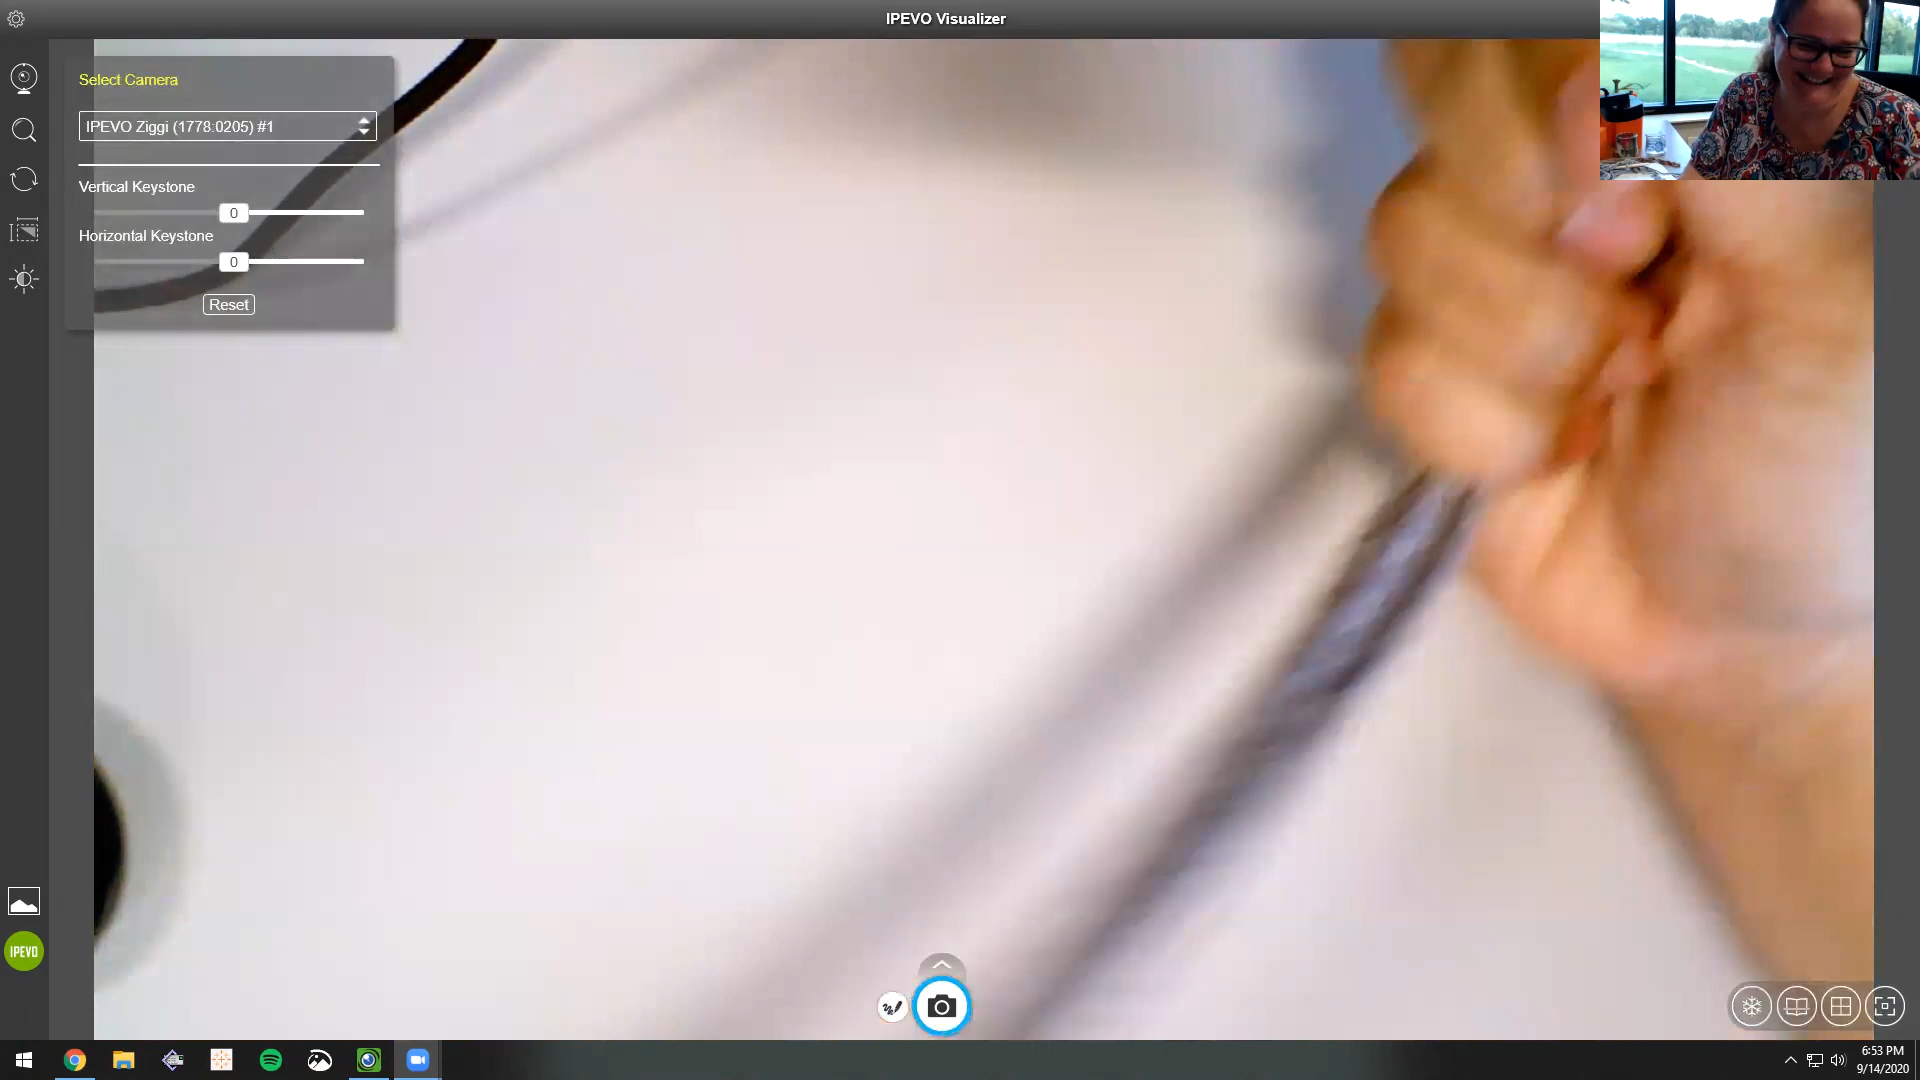 IPEVO Visualizer
Select Camera
IPEVO Ziggi (1778:0205) #1
Vertical Keystone
0
Horizontal Keystone
0
Reset
IPEVO
6:53 PM
9/14/2020